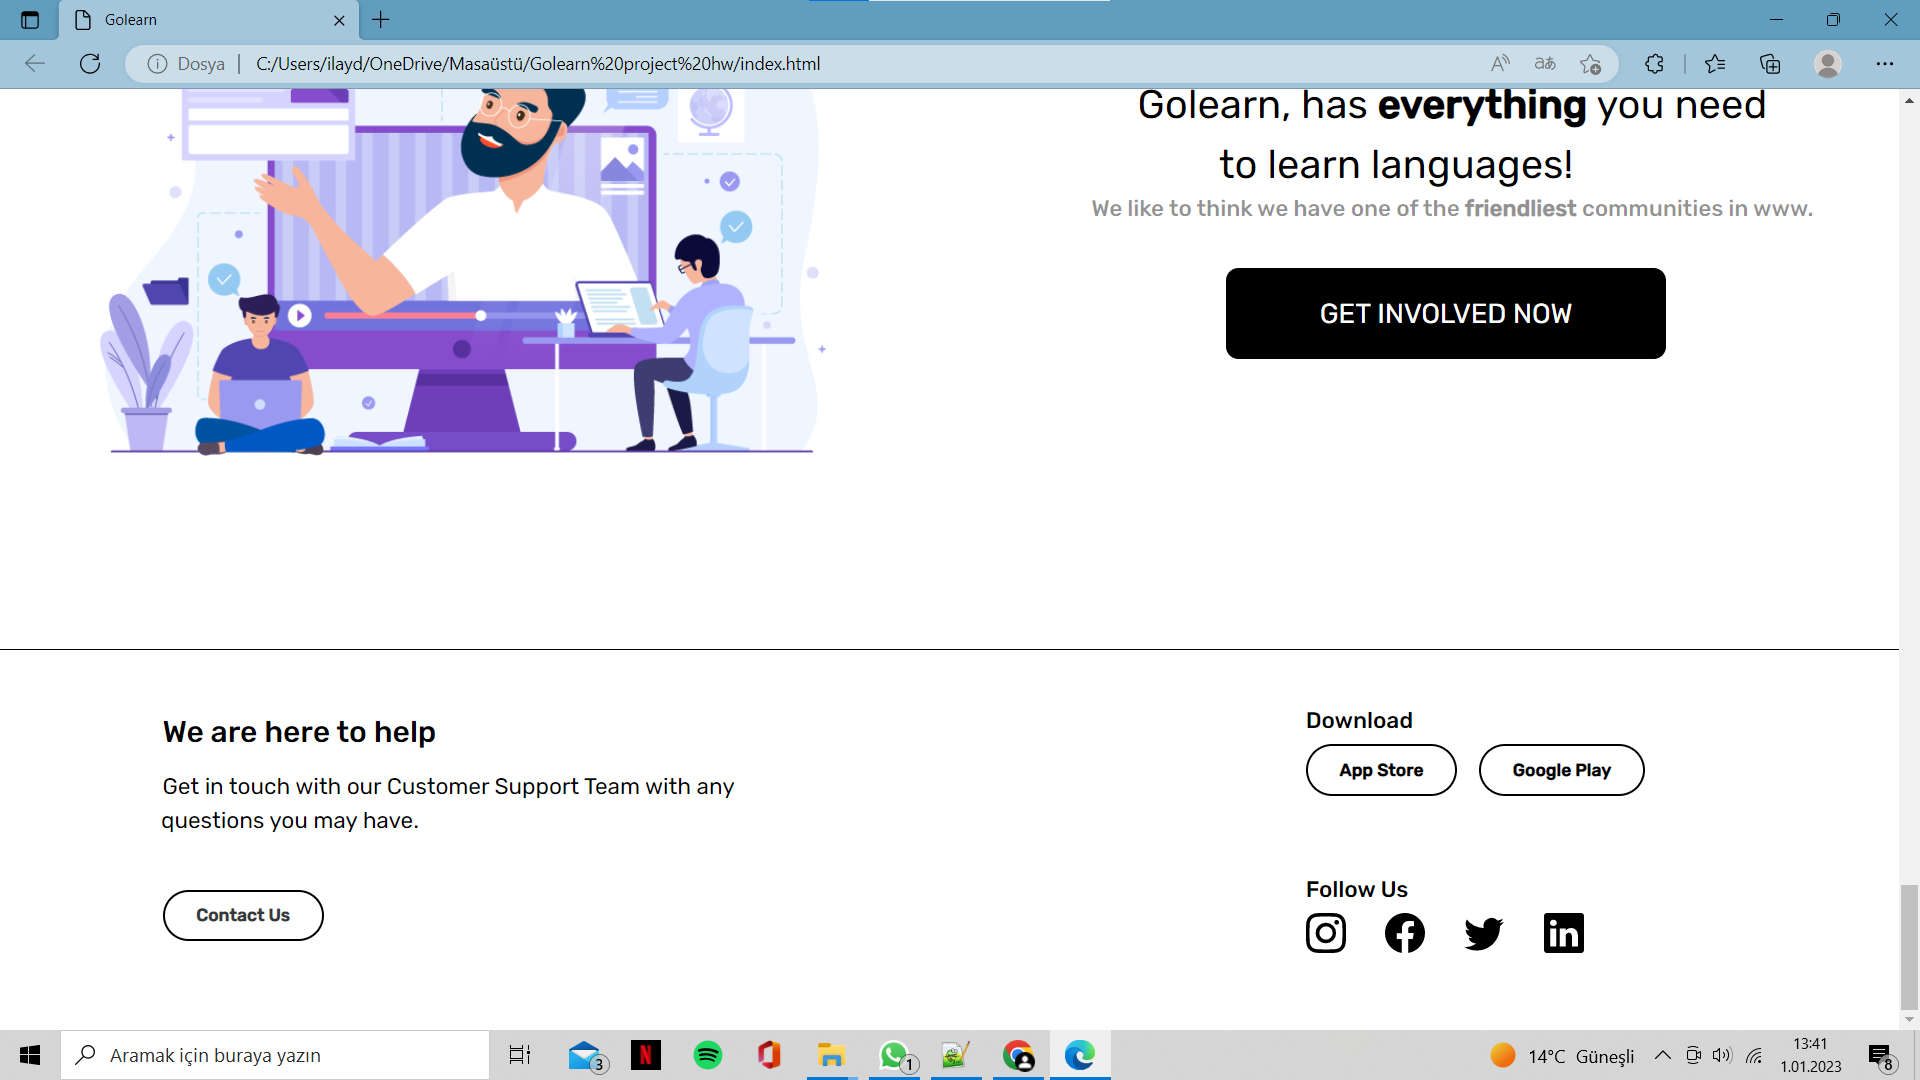 Golearn
Dosya
C:/Users/ilayd/OneDrive/Masaüstü/Golearn%20project%20hw/index.html
aあ
Golearn, has everything you need
to learn languages!
We like to think we have one of the friendliest communities in www.
GET INVOLVED NOW
We are here to help
Get in touch with our Customer Support Team with any
questions you may have.
Contact Us
Download
App Store
Google Play
Follow Us
Aramak için buraya yazın
3
N
1
14°C Güneşli
13:41
1.01.2023
8